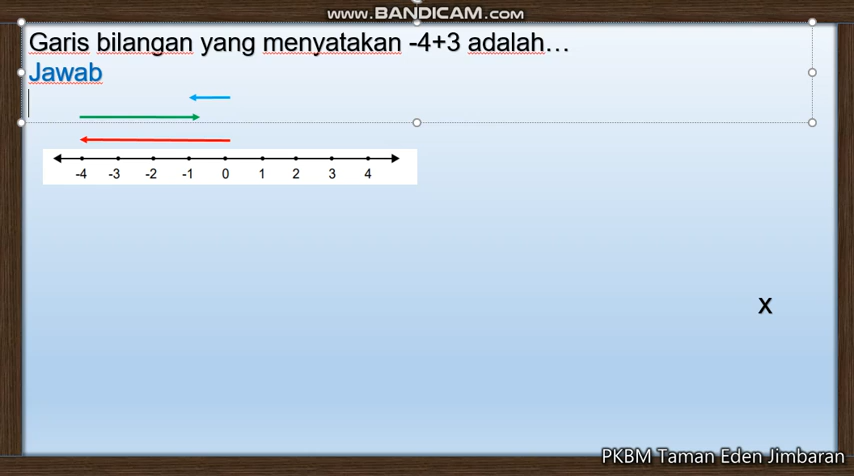 www.BANDICAM.com
Garis bilangan yang menyatakan -4+3 adalah…
Jawab
-4 -3 -2 -1 0 1 2 3 4
x
PKBM Taman Eden Jimbaran